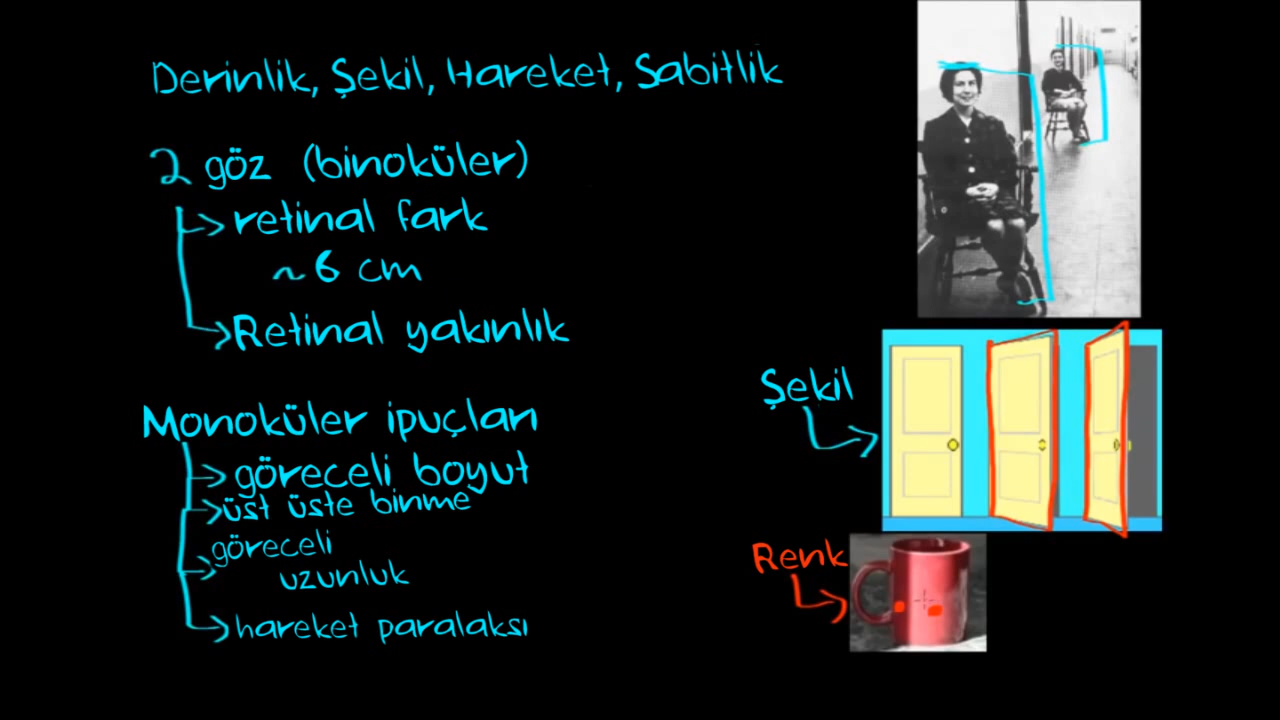 Derinlik, Şekil, Hareket, Sabitlik
2 göz (binoküler)
retinal fark
~ 6 cm
Retinal yakınlık
Monoküler ipuçları
göreceli boyut
üst üste binme
göreceli
uzunluk
hareket paralaksı
Şekil
Renk